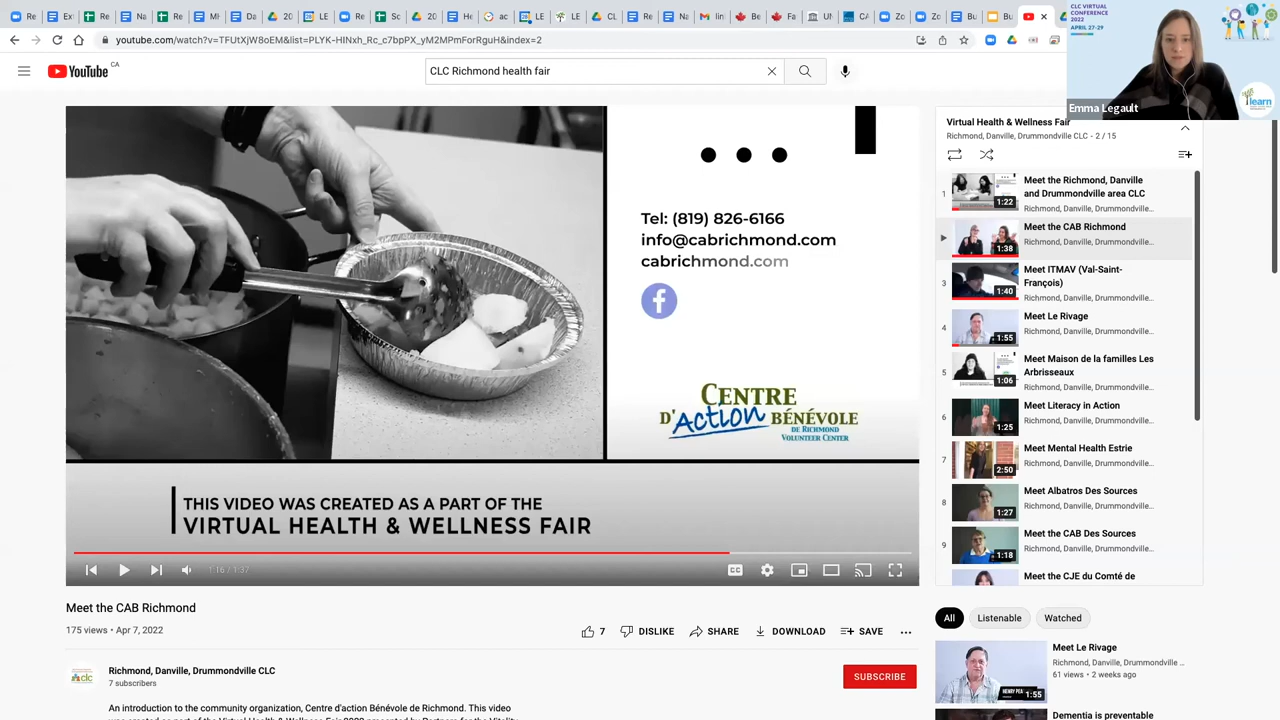 youtube.com/watch?v=TFUtXjW8oEM&list=PLYK-HINxh_
X_yM2MPmPprRguH&index=2
YouTube CA
CLC Richmond health fair
CLC VIRTUAL
CONFERENCE
2022
APRIL 27-29
Emma Legault
learn
Tel: (819) 826-6166
info@cabrichmond.com
cabrichmond.com
CENTRE
D'Action BÉNÉVOLE
DE RICHMOND
VOLUNTEER CENTER
THIS VIDEO WAS CREATED AS A PART OF THE
VIRTUAL HEALTH & WELLNESS FAIR
1:16 / 1:37
CC
Meet the CAB Richmond
175 views • Apr 7, 2022
7
DISLIKE
SHARE
DOWNLOAD
SAVE
Richmond, Danville, Drummondville CLC
7 subscribers
SUBSCRIBE
An introduction to the community organization
Action Bénévole de Richmond. This video
Virtual Health & Wellness Fair
Richmond, Danville, Drummondville CLC - 2 / 15
1
1:22
Meet the Richmond, Danville
and Drummondville area CLC
Richmond, Danville, Drummondville...
1:38
Meet the CAB Richmond
Richmond, Danville, Drummondville...
3
1:40
Meet ITMAV (Val-Saint-
François)
Richmond, Danville, Drummondville...
4
1:55
Meet Le Rivage
Richmond, Danville, Drummondville...
5
1:06
Meet Maison de la familles Les
Arbrisseaux
Richmond, Danville, Drummondville...
6
1:25
Meet Literacy in Action
Richmond, Danville, Drummondville...
7
2:50
Meet Mental Health Estrie
Richmond, Danville, Drummondville...
8
1:27
Meet Albatros Des Sources
Richmond, Danville, Drummondville...
9
1:18
Meet the CAB Des Sources
Richmond, Danville, Drummondville...
Meet the CJE du Comté de
All
Listenable
Watched
1:55
Meet Le Rivage
Richmond, Danville, Drummondville ...
61 views • 2 weeks ago
Dementia is preventable